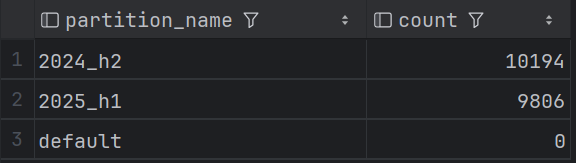 partition_name count
1 2024_h2 10194
2 2025_h1 9806
3 default 0